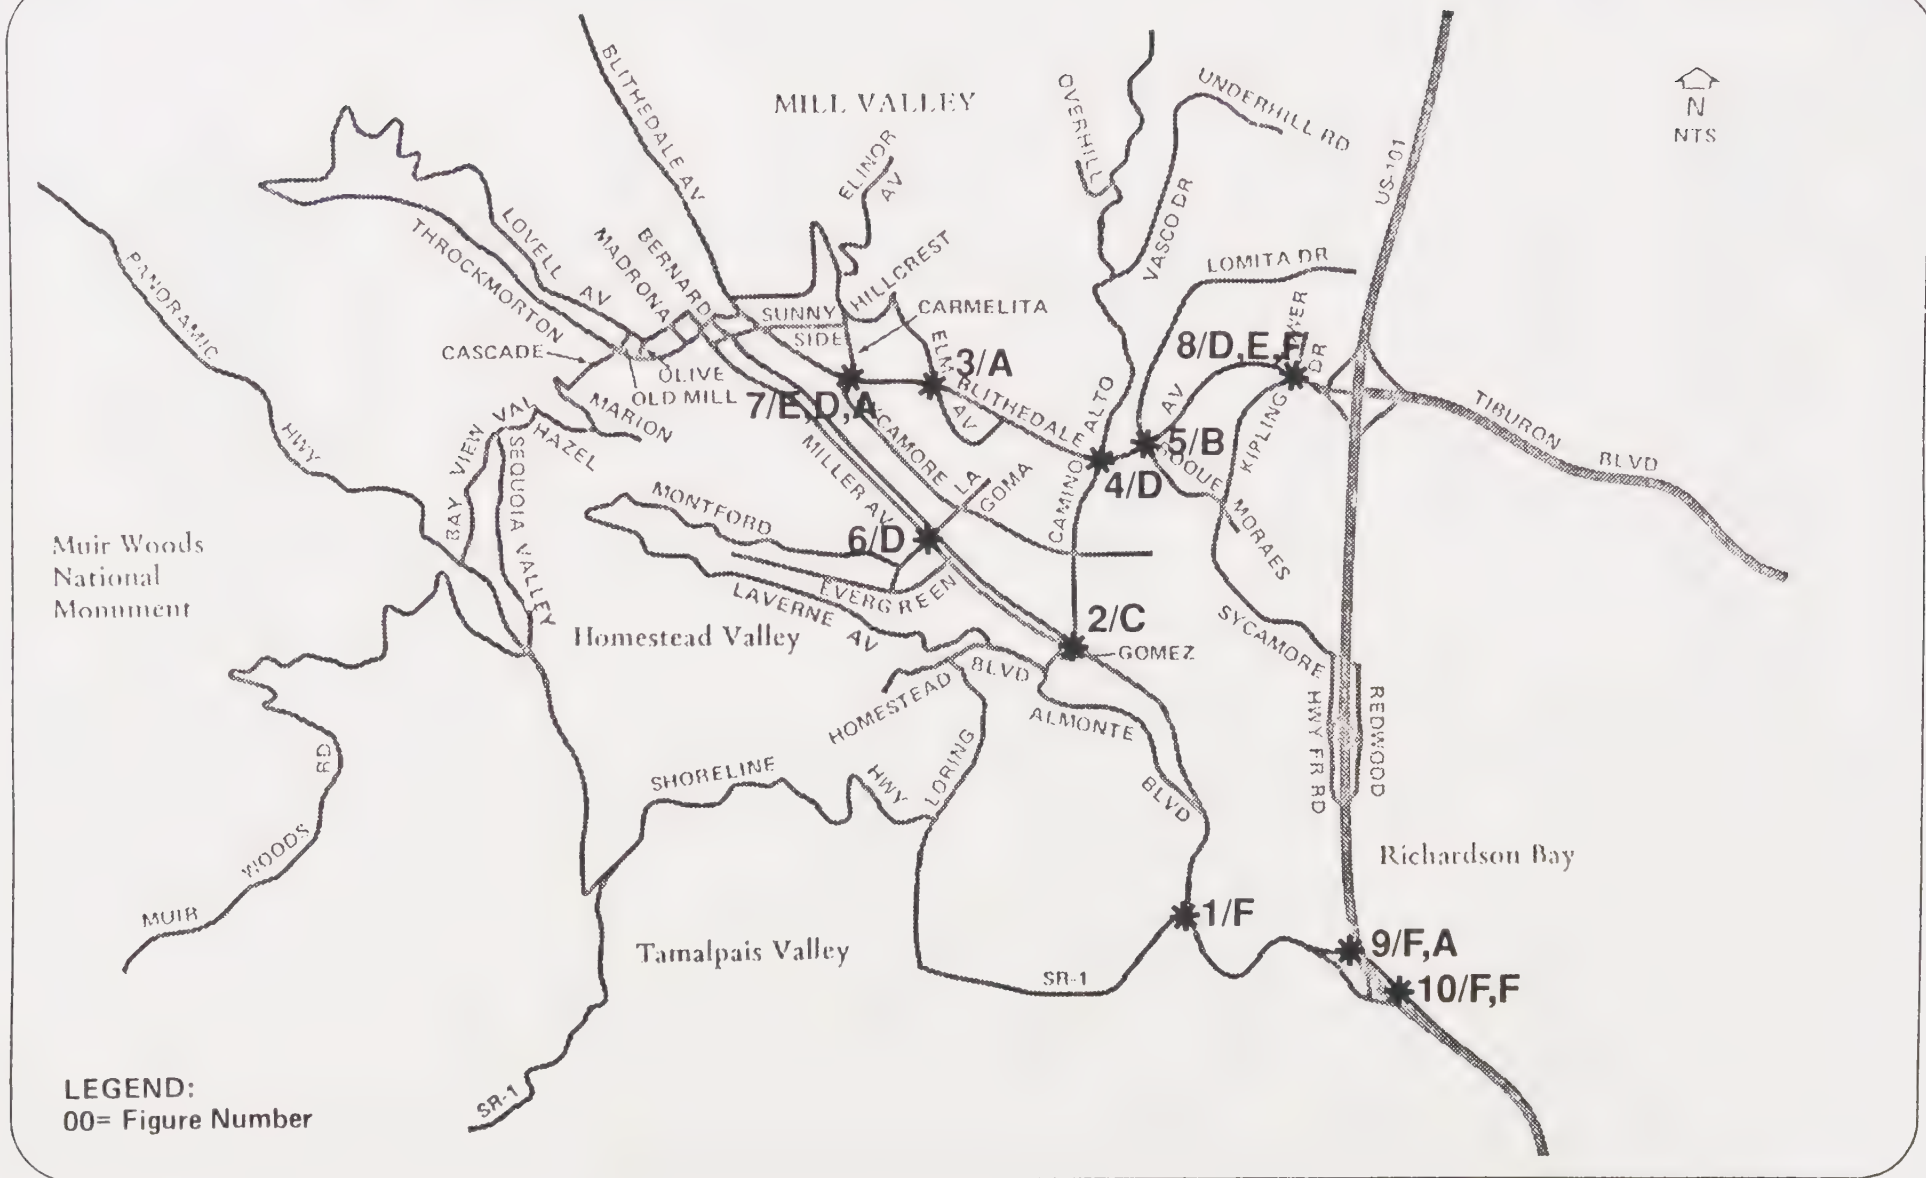 BLITHEDALE AV
MILL VALLEY
OVERHILL
UNDERHILL RD
US-101
N
NTS
ELINOR
AV
LOVELL
AV
THROCKMORTON
MADRONA
BERNARD
HILLCREST
VASCO DR
LOMITA DR
PANORAMIC
HWY
SUNNY
SIDE
CARMELITA
CASCADE
OLIVE
OLD MILL
ELM
AV
3/A
8/D,E,F
DR
7/E,D,A
MARION
BLITHEDALE
AV
TIBURON
BLVD
BAY VIEW
VAL
HAZEL
SEQUOIA VALLEY
MILLER AV
LA
GOMA
CAMINO ALTO
5/B
4/D
KIPLING
ROQUE MORAES
MONTFORD
6/D
Muir Woods
National
Monument
EVERGREEN
LAVERNE AV
Homestead Valley
2/C
GOMEZ
SYCAMORE
HOMESTEAD
BLVD
ALMONTE
BLVD
HWY FR RD
REDWOOD
SHORELINE
HWY
LORING
MUIR
WOODS
RD
Richardson Bay
1/F
9/F,A
10/F,F
Tamalpais Valley
SR-1
SR-1
LEGEND:
00= Figure Number